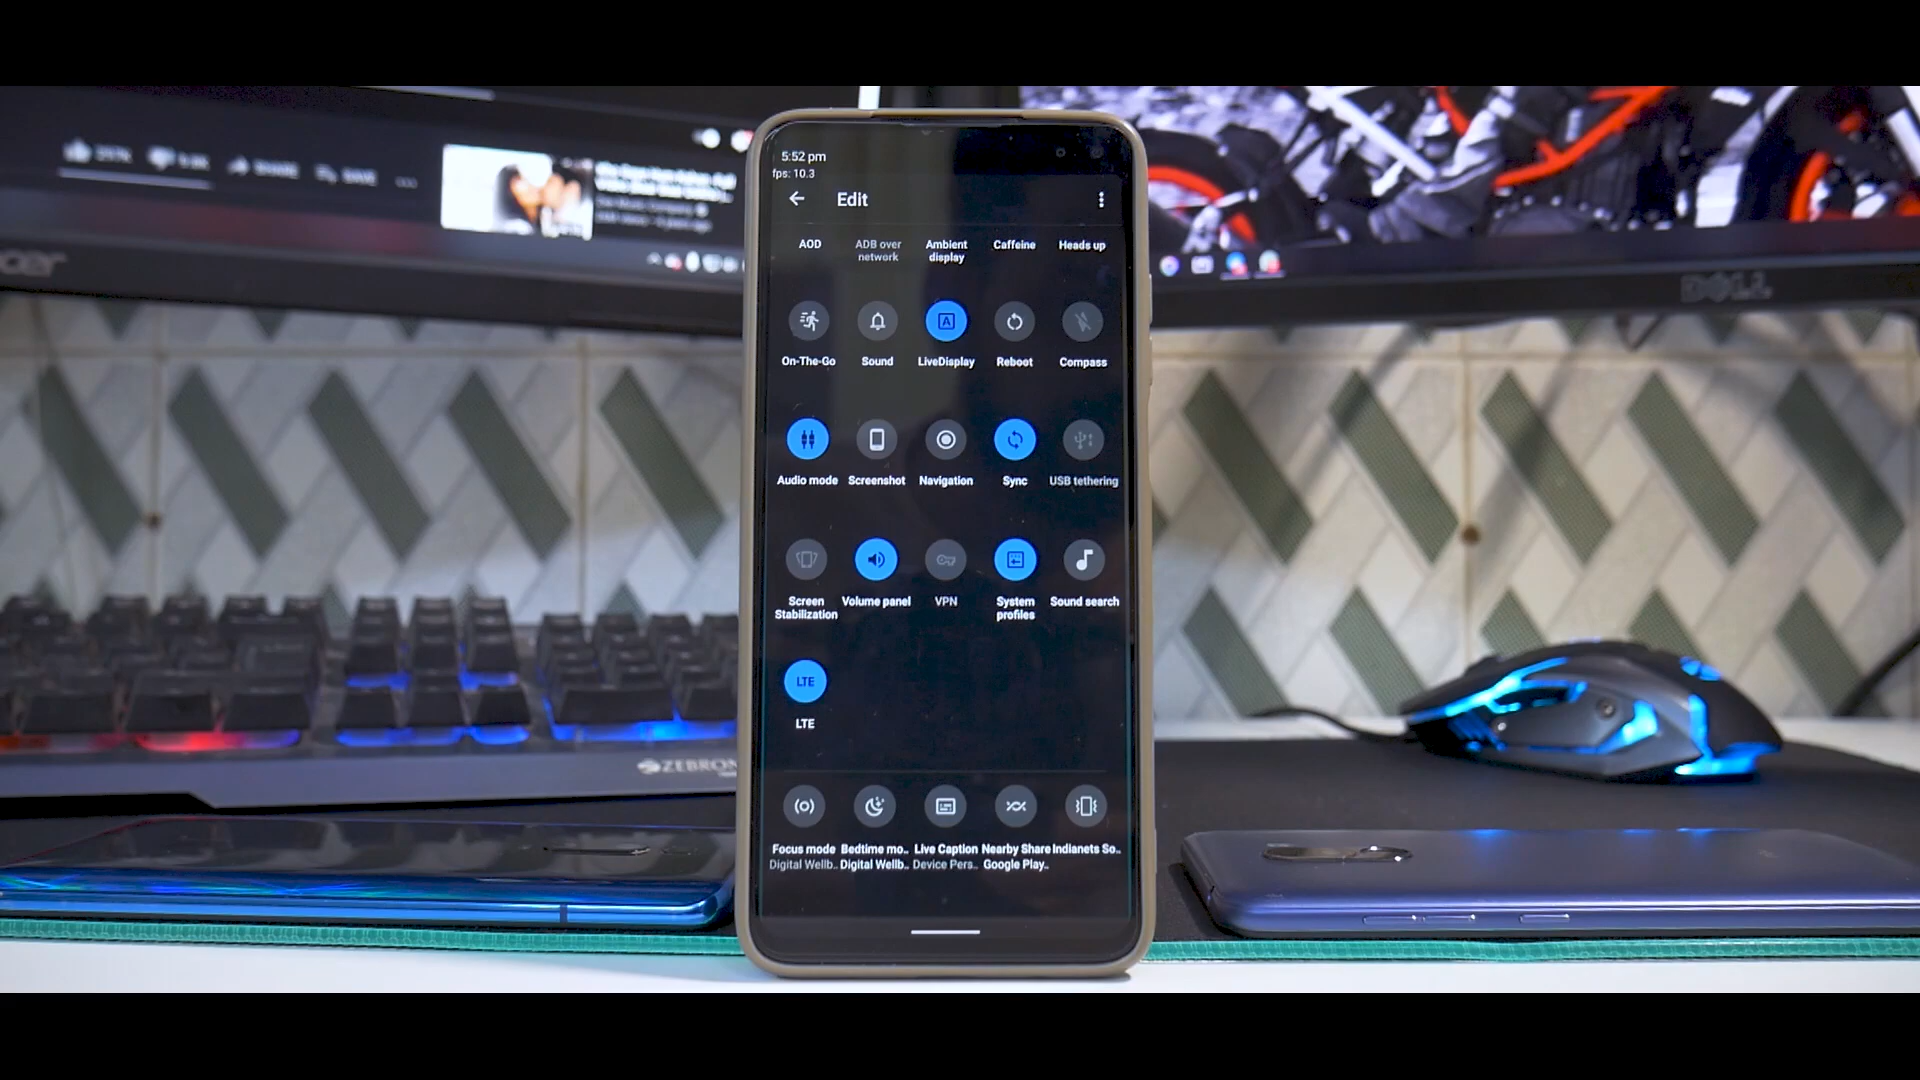 5:52 pm
fps: 10.3
Edit
AOD
ADB over network
Ambient display
Caffeine
Heads up
On-The-Go
Sound
LiveDisplay
Reboot
Compass
Audio mode
Screenshot
Navigation
Sync
USB tethering
Screen Stabilization
Volume panel
VPN
System profiles
Sound search
LTE
LTE
Focus mode
Digital Wellb..
Bedtime mo..
Digital Wellb..
Live Caption
Device Pers..
Nearby Share
Google Play..
Indianets So..
SHARE
SAVE
DELL